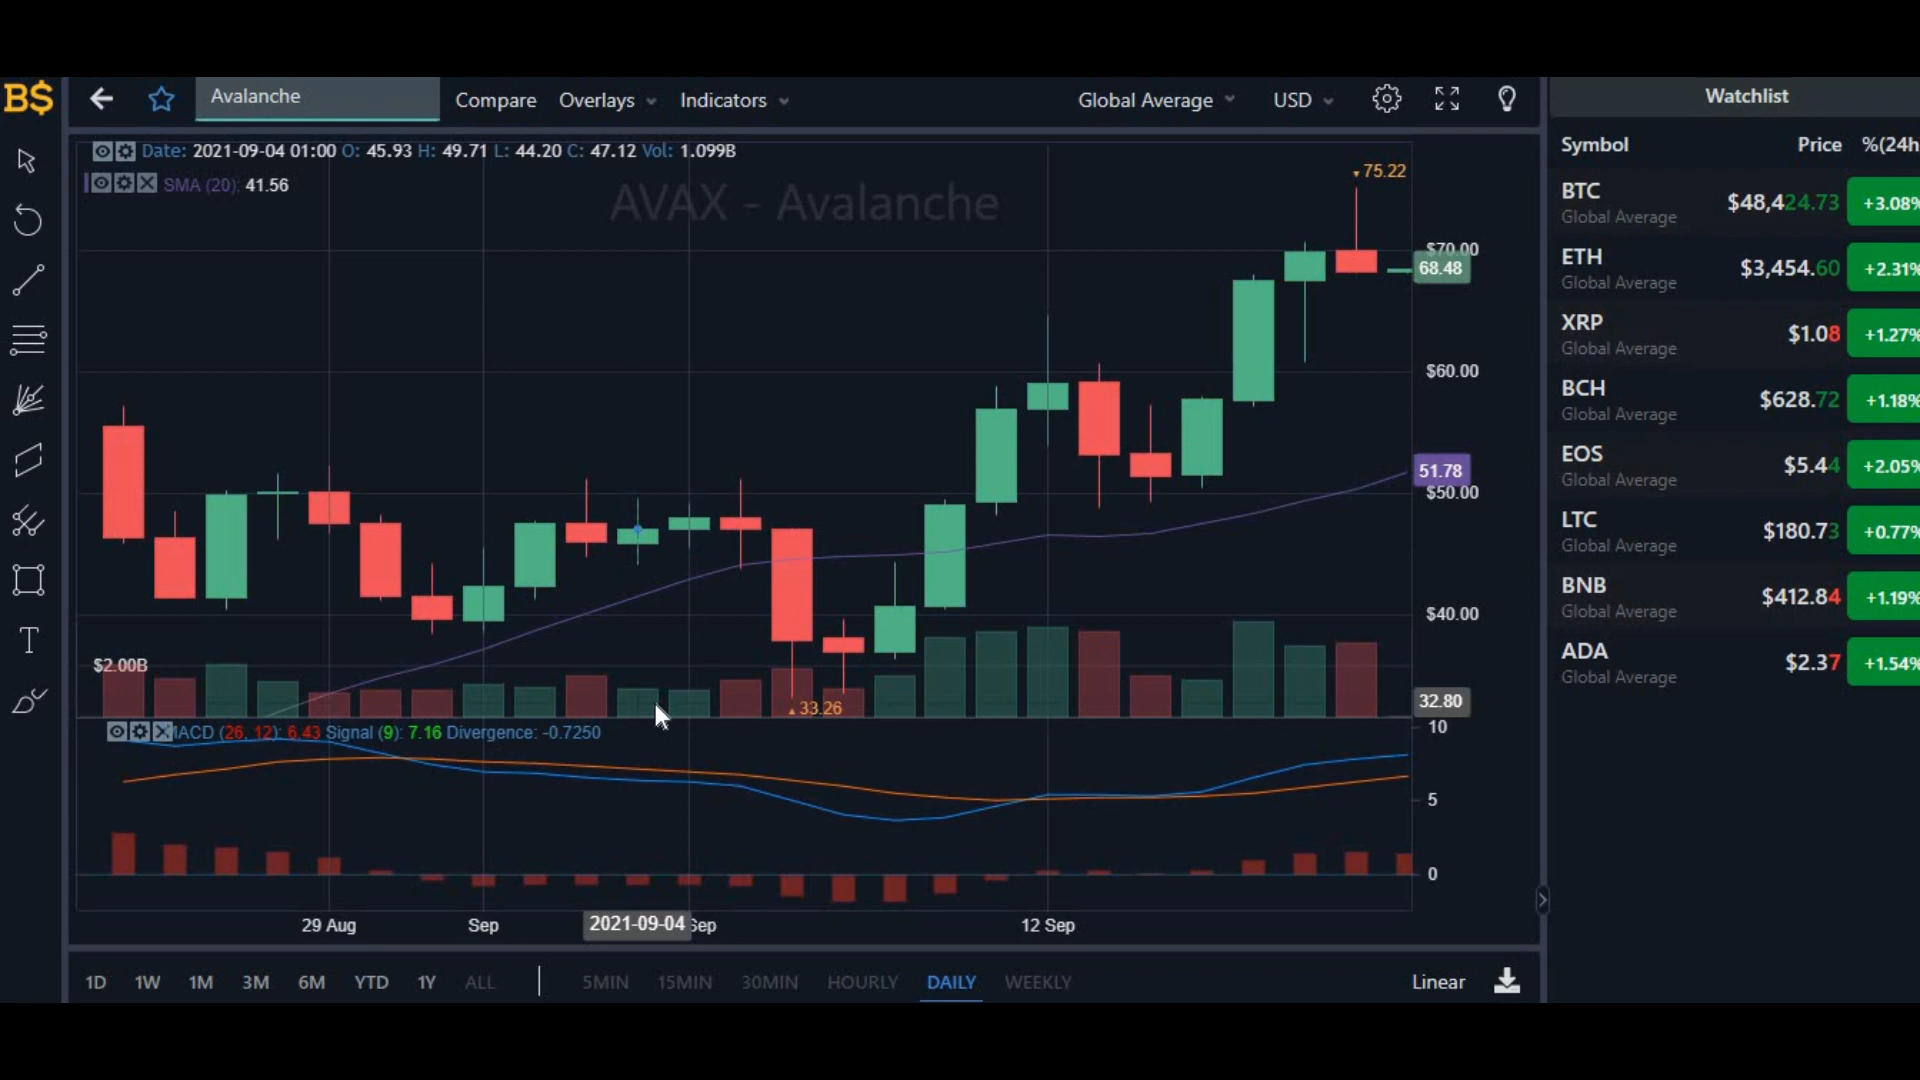 B$
Avalanche
Compare
Overlays
Indicators
Global Average
USD
Watchlist
Date: 2021-09-04 01:00 O: 45.93 H: 49.71 L: 44.20 C: 47.12 Vol: 1.099B
SMA (20): 41.56
AVAX - Avalanche
75.22
$70.00
68.48
$60.00
51.78
$50.00
$40.00
$2.00B
33.26
32.80
MACD (26, 12): 6.43 Signal (9): 7.16 Divergence: -0.7250
10
5
0
29 Aug
Sep
2021-09-04
Sep
12 Sep
1D 1W 1M 3M 6M YTD 1Y ALL
5MIN 15MIN 30MIN HOURLY DAILY WEEKLY
Linear
T
Symbol Price %(24h
BTC $48,424.73 +3.08%
Global Average
ETH $3,454.60 +2.31%
Global Average
XRP $1.08 +1.27%
Global Average
BCH $628.72 +1.18%
Global Average
EOS $5.44 +2.05%
Global Average
LTC $180.73 +0.77%
Global Average
BNB $412.84 +1.19%
Global Average
ADA $2.37 +1.54%
Global Average